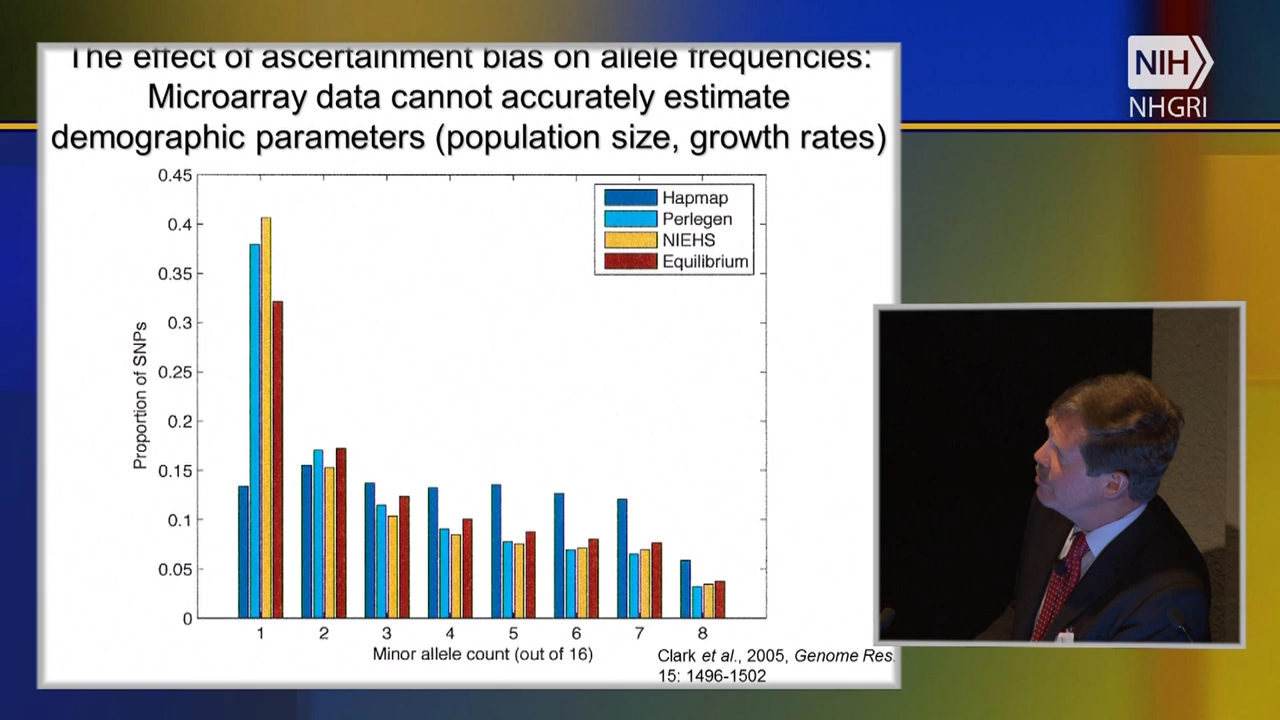 The effect of ascertainment bias on allele frequencies:
Microarray data cannot accurately estimate
demographic parameters (population size, growth rates)
0.45
0.4
0.35
0.3
0.25
0.2
0.15
0.1
0.05
0
Proportion of SNPs
Hapmap
Perlegen
NIEHS
Equilibrium
1 2 3 4 5 6 7 8
Minor allele count (out of 16)
Clark et al., 2005, Genome Res.
15: 1496-1502
NIH
NHGRI